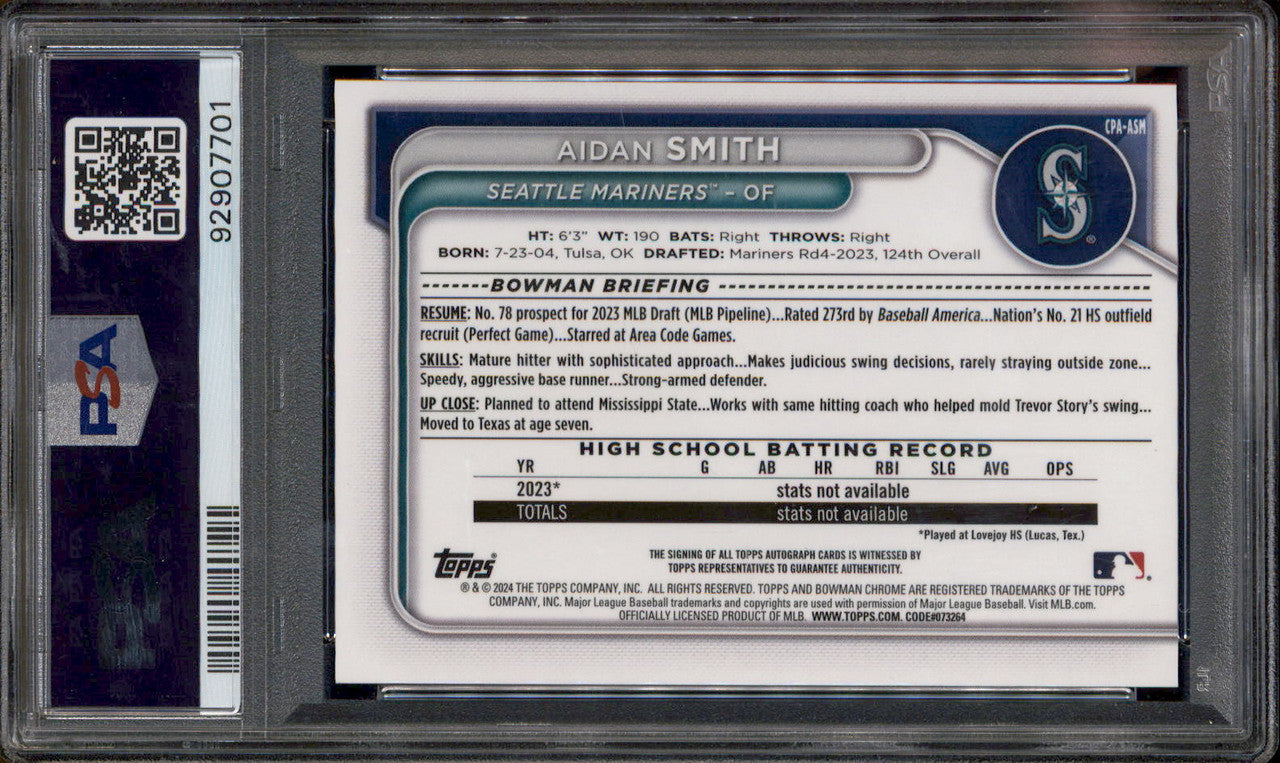 92907701
PSA
CPA-ASM
AIDAN SMITH
SEATTLE MARINERS™ – OF
S
®
HT: 6'3" WT: 190 BATS: Right THROWS: Right
BORN: 7-23-04, Tulsa, OK DRAFTED: Mariners Rd4-2023, 124th Overall
BOWMAN BRIEFING
RESUME: No. 78 prospect for 2023 MLB Draft (MLB Pipeline)...Rated 273rd by Baseball America...Nation's No. 21 HS outfield
recruit (Perfect Game)...Starred at Area Code Games.
SKILLS: Mature hitter with sophisticated approach...Makes judicious swing decisions, rarely straying outside zone...
Speedy, aggressive base runner...Strong-armed defender.
UP CLOSE: Planned to attend Mississippi State...Works with same hitting coach who helped mold Trevor Story's swing...
Moved to Texas at age seven.
HIGH SCHOOL BATTING RECORD
YR G AB HR RBI SLG AVG OPS
2023* stats not available
TOTALS stats not available
*Played at Lovejoy HS (Lucas, Tex.)
Topps®
THE SIGNING OF ALL TOPPS AUTOGRAPH CARDS IS WITNESSED BY
TOPPS REPRESENTATIVES TO GUARANTEE AUTHENTICITY.
® & © 2024 THE TOPPS COMPANY, INC. ALL RIGHTS RESERVED. TOPPS AND BOWMAN CHROME ARE REGISTERED TRADEMARKS OF THE TOPPS
COMPANY, INC. Major League Baseball trademarks and copyrights are used with permission of Major League Baseball. Visit MLB.com.
OFFICIALLY LICENSED PRODUCT OF MLB. WWW.TOPPS.COM. CODE#073264
PSA